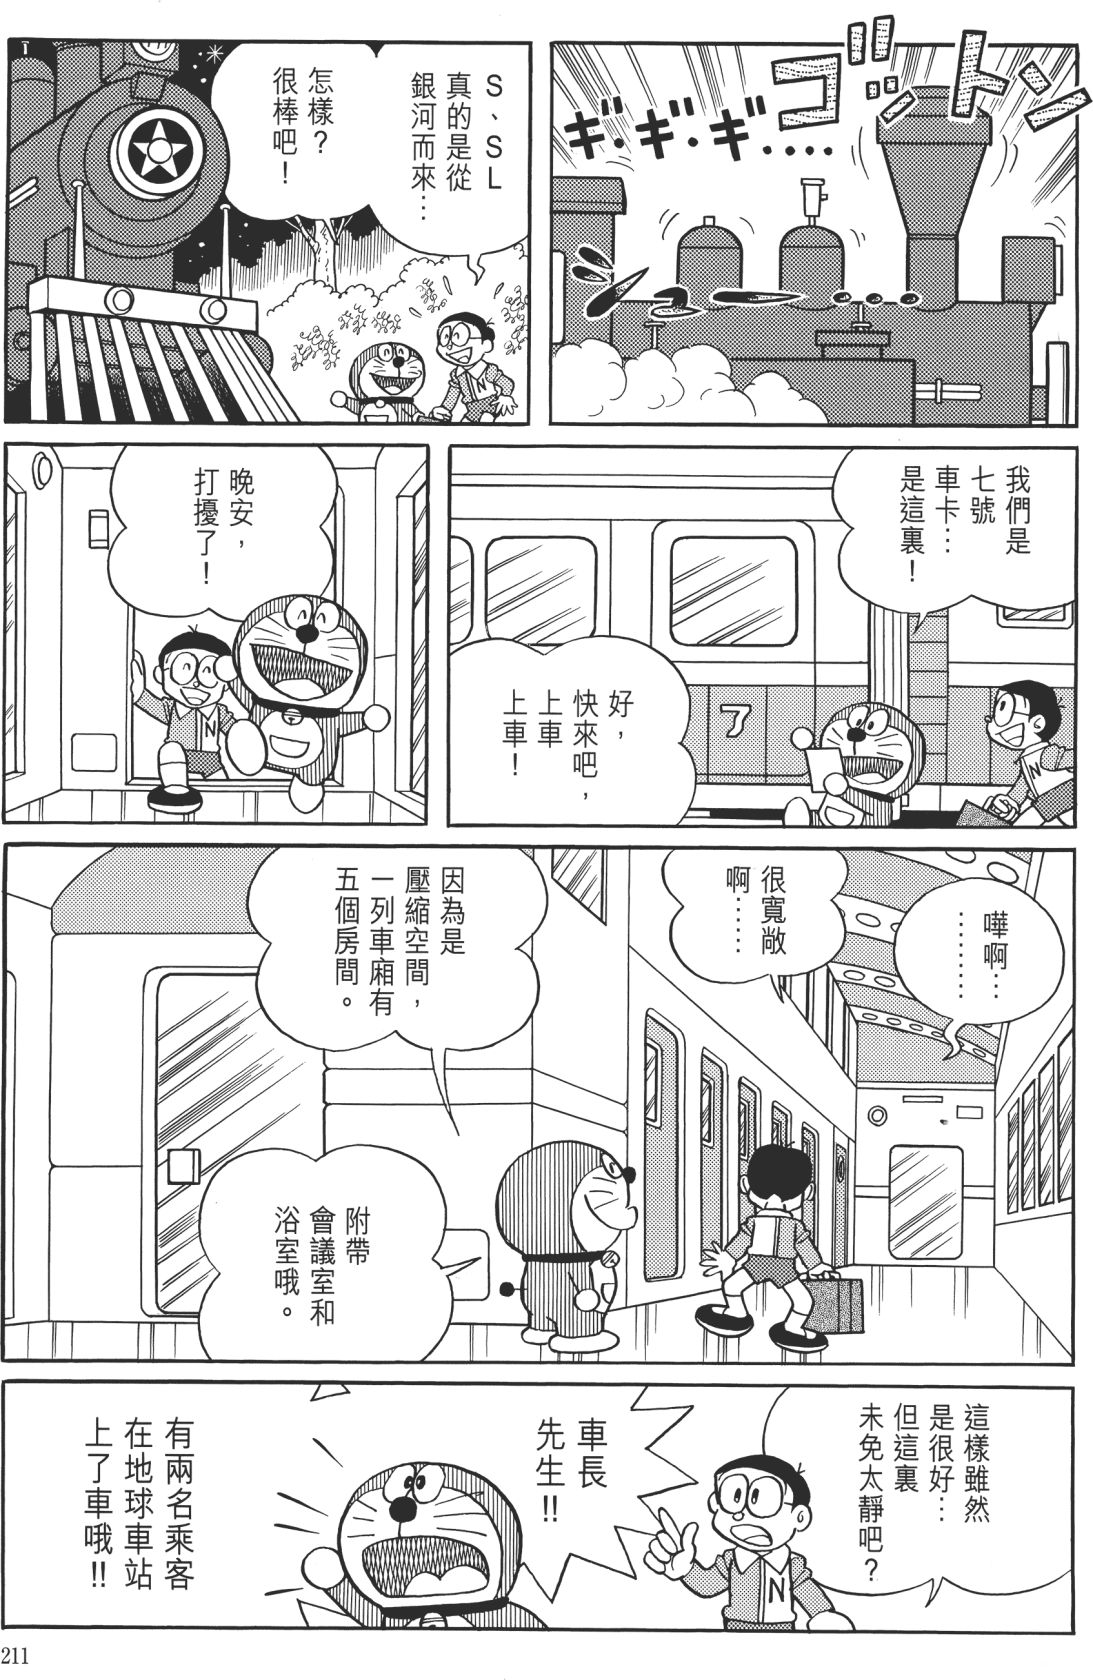 ゴットン
ギ・ギ・ギ‥‥
シュー…
S、SL
真的是從
銀河而來…
怎樣？
很棒吧！
我們是
七號
車卡…
是這裏！
7
好，
快來吧，
上車
上車！
晚安，
打擾了！
N
嘩啊…
………
很寬敞
啊……
因為是
壓縮空間，
一列車廂有
五個房間。
附帶
會議室和
浴室哦。
這樣雖然
是很好…
但這裏
未免太靜吧？
N
車長
先生!!
有兩名乘客
在地球車站
上了車哦!!
211